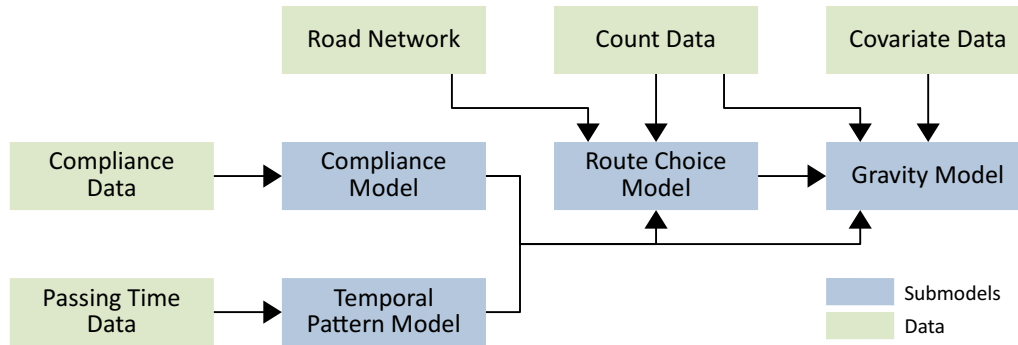 Road Network
Count Data
Covariate Data
Compliance
Data
Compliance
Model
Route Choice
Model
Gravity Model
Passing Time
Data
Temporal
Pattern Model
Submodels
Data